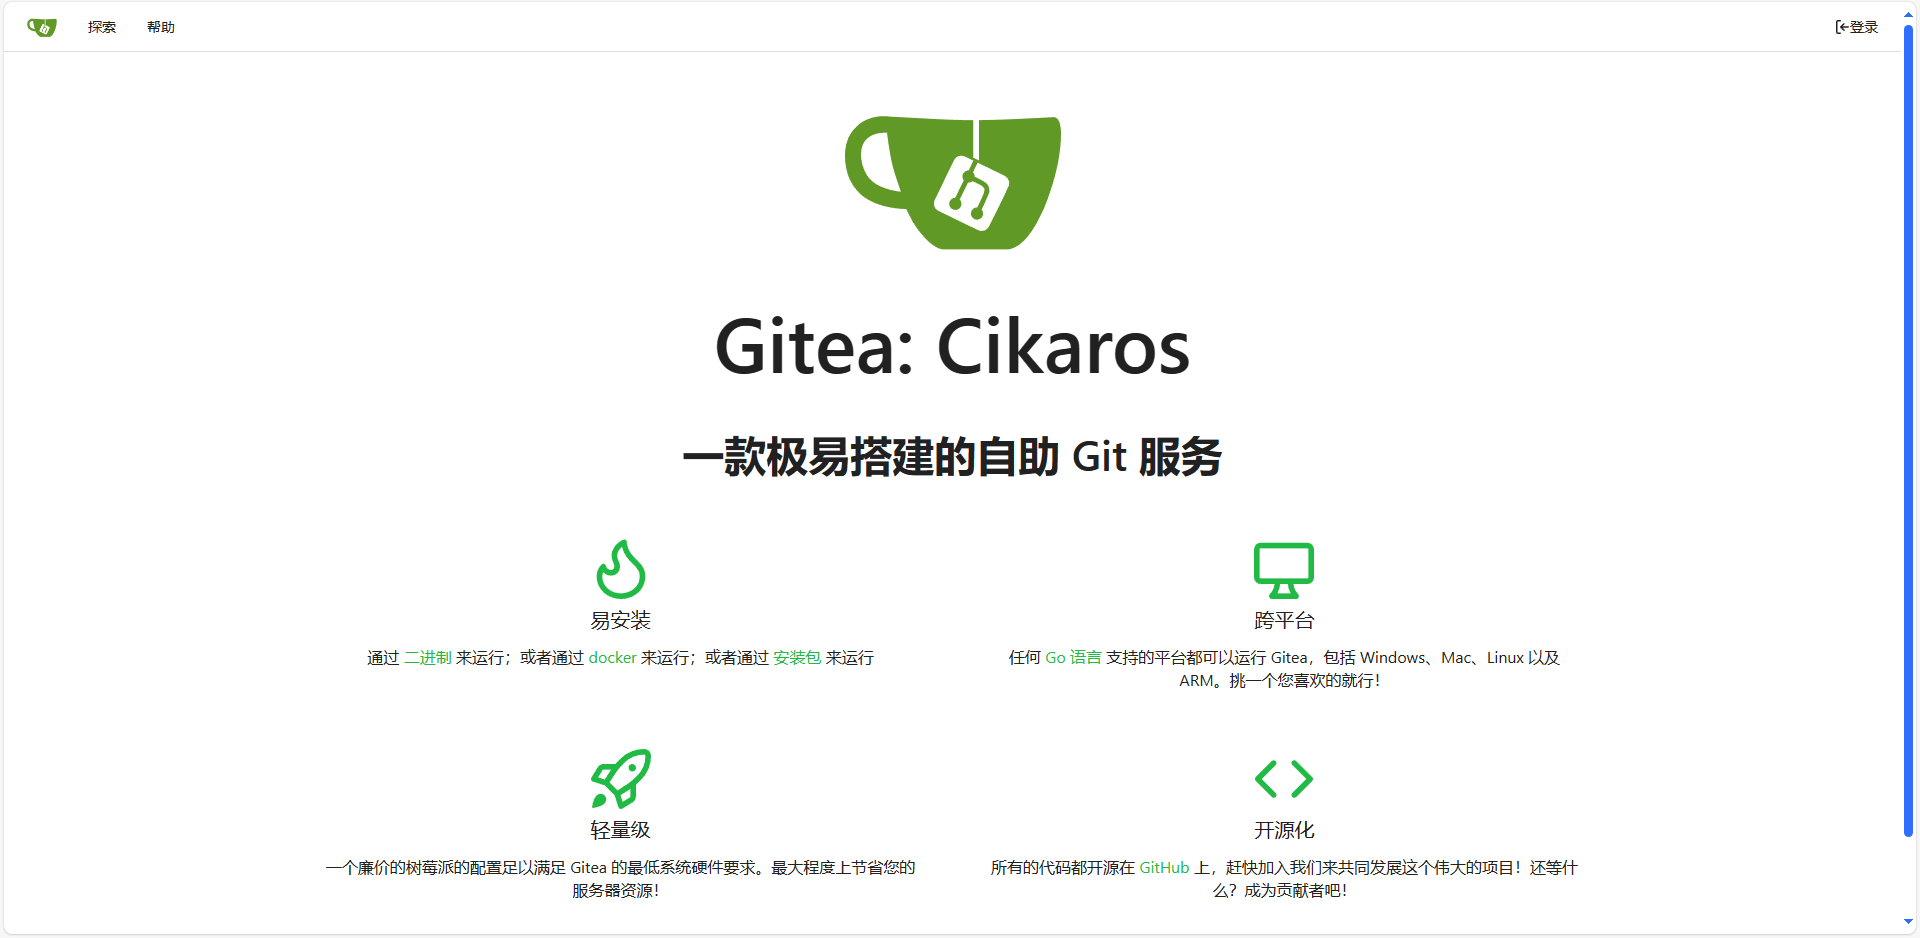 探索 帮助 登录
Gitea: Cikaros
一款极易搭建的自助 Git 服务
易安装
通过 二进制 来运行；或者通过 docker 来运行；或者通过 安装包 来运行
跨平台
任何 Go 语言 支持的平台都可以运行 Gitea，包括 Windows、Mac、Linux 以及
ARM。挑一个您喜欢的就行！
轻量级
一个廉价的树莓派的配置足以满足 Gitea 的最低系统硬件要求。最大程度上节省您的
服务器资源！
开源化
所有的代码都开源在 GitHub 上，赶快加入我们来共同发展这个伟大的项目！还等什
么？成为贡献者吧！